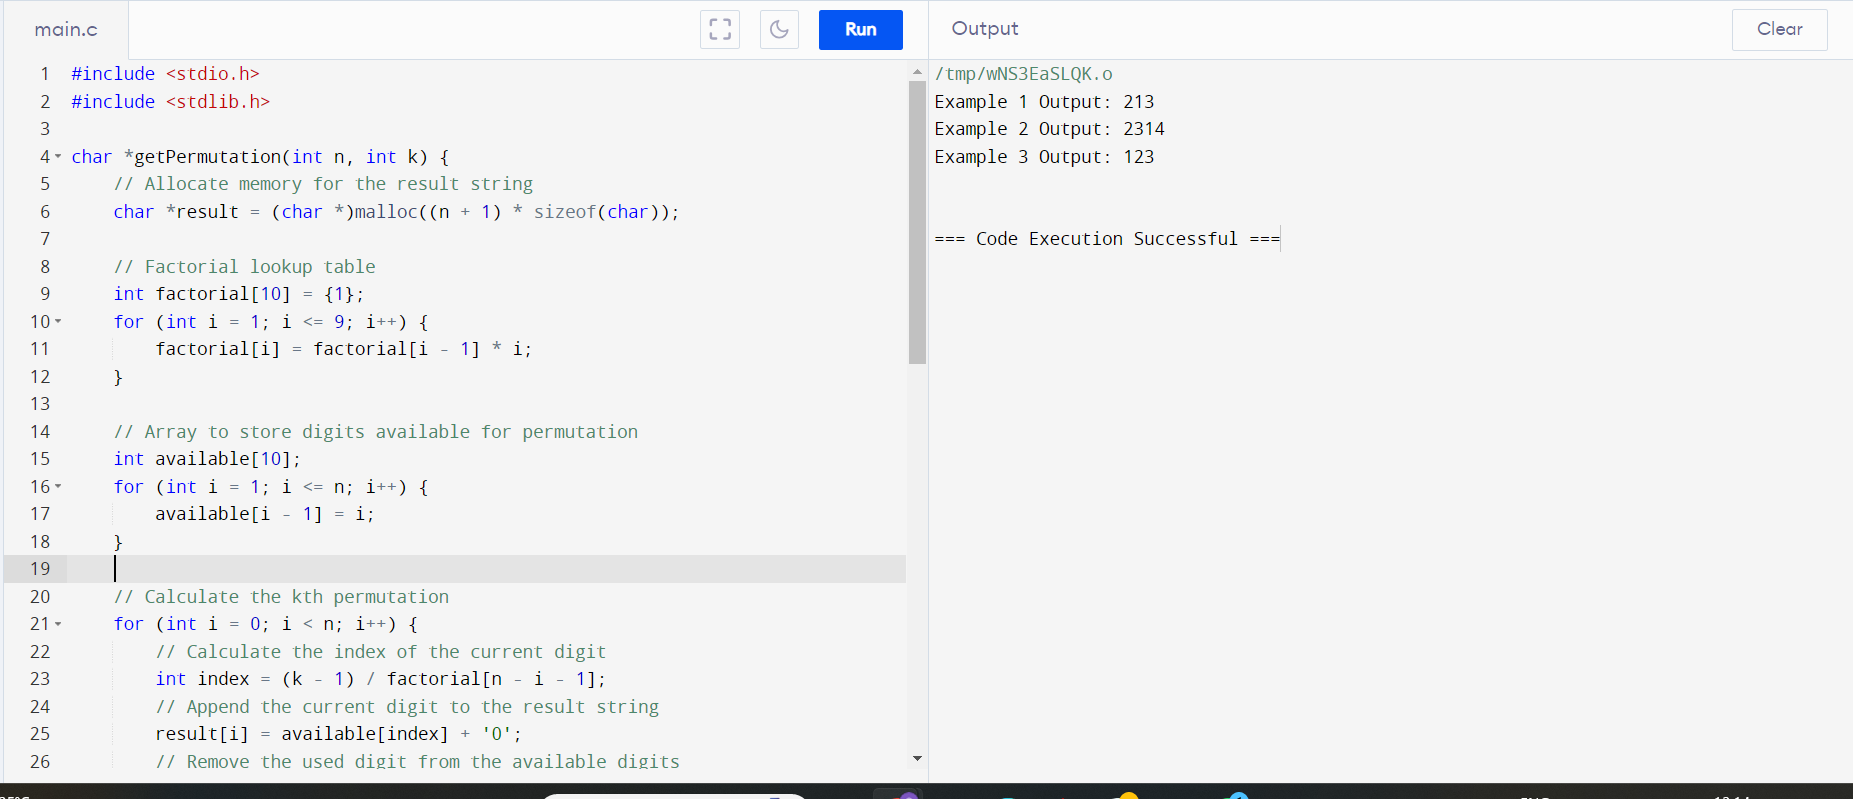 main.c
Run
Output
Clear
1 #include <stdio.h>
2 #include <stdlib.h>
3
4 char *getPermutation(int n, int k) {
5     // Allocate memory for the result string
6     char *result = (char *)malloc((n + 1) * sizeof(char));
7
8     // Factorial lookup table
9     int factorial[10] = {1};
10     for (int i = 1; i <= 9; i++) {
11         factorial[i] = factorial[i - 1] * i;
12     }
13
14     // Array to store digits available for permutation
15     int available[10];
16     for (int i = 1; i <= n; i++) {
17         available[i - 1] = i;
18     }
19
20     // Calculate the kth permutation
21     for (int i = 0; i < n; i++) {
22         // Calculate the index of the current digit
23         int index = (k - 1) / factorial[n - i - 1];
24         // Append the current digit to the result string
25         result[i] = available[index] + '0';
26         // Remove the used digit from the available digits
/tmp/wNS3EaSLQK.o
Example 1 Output: 213
Example 2 Output: 2314
Example 3 Output: 123
=== Code Execution Successful ===